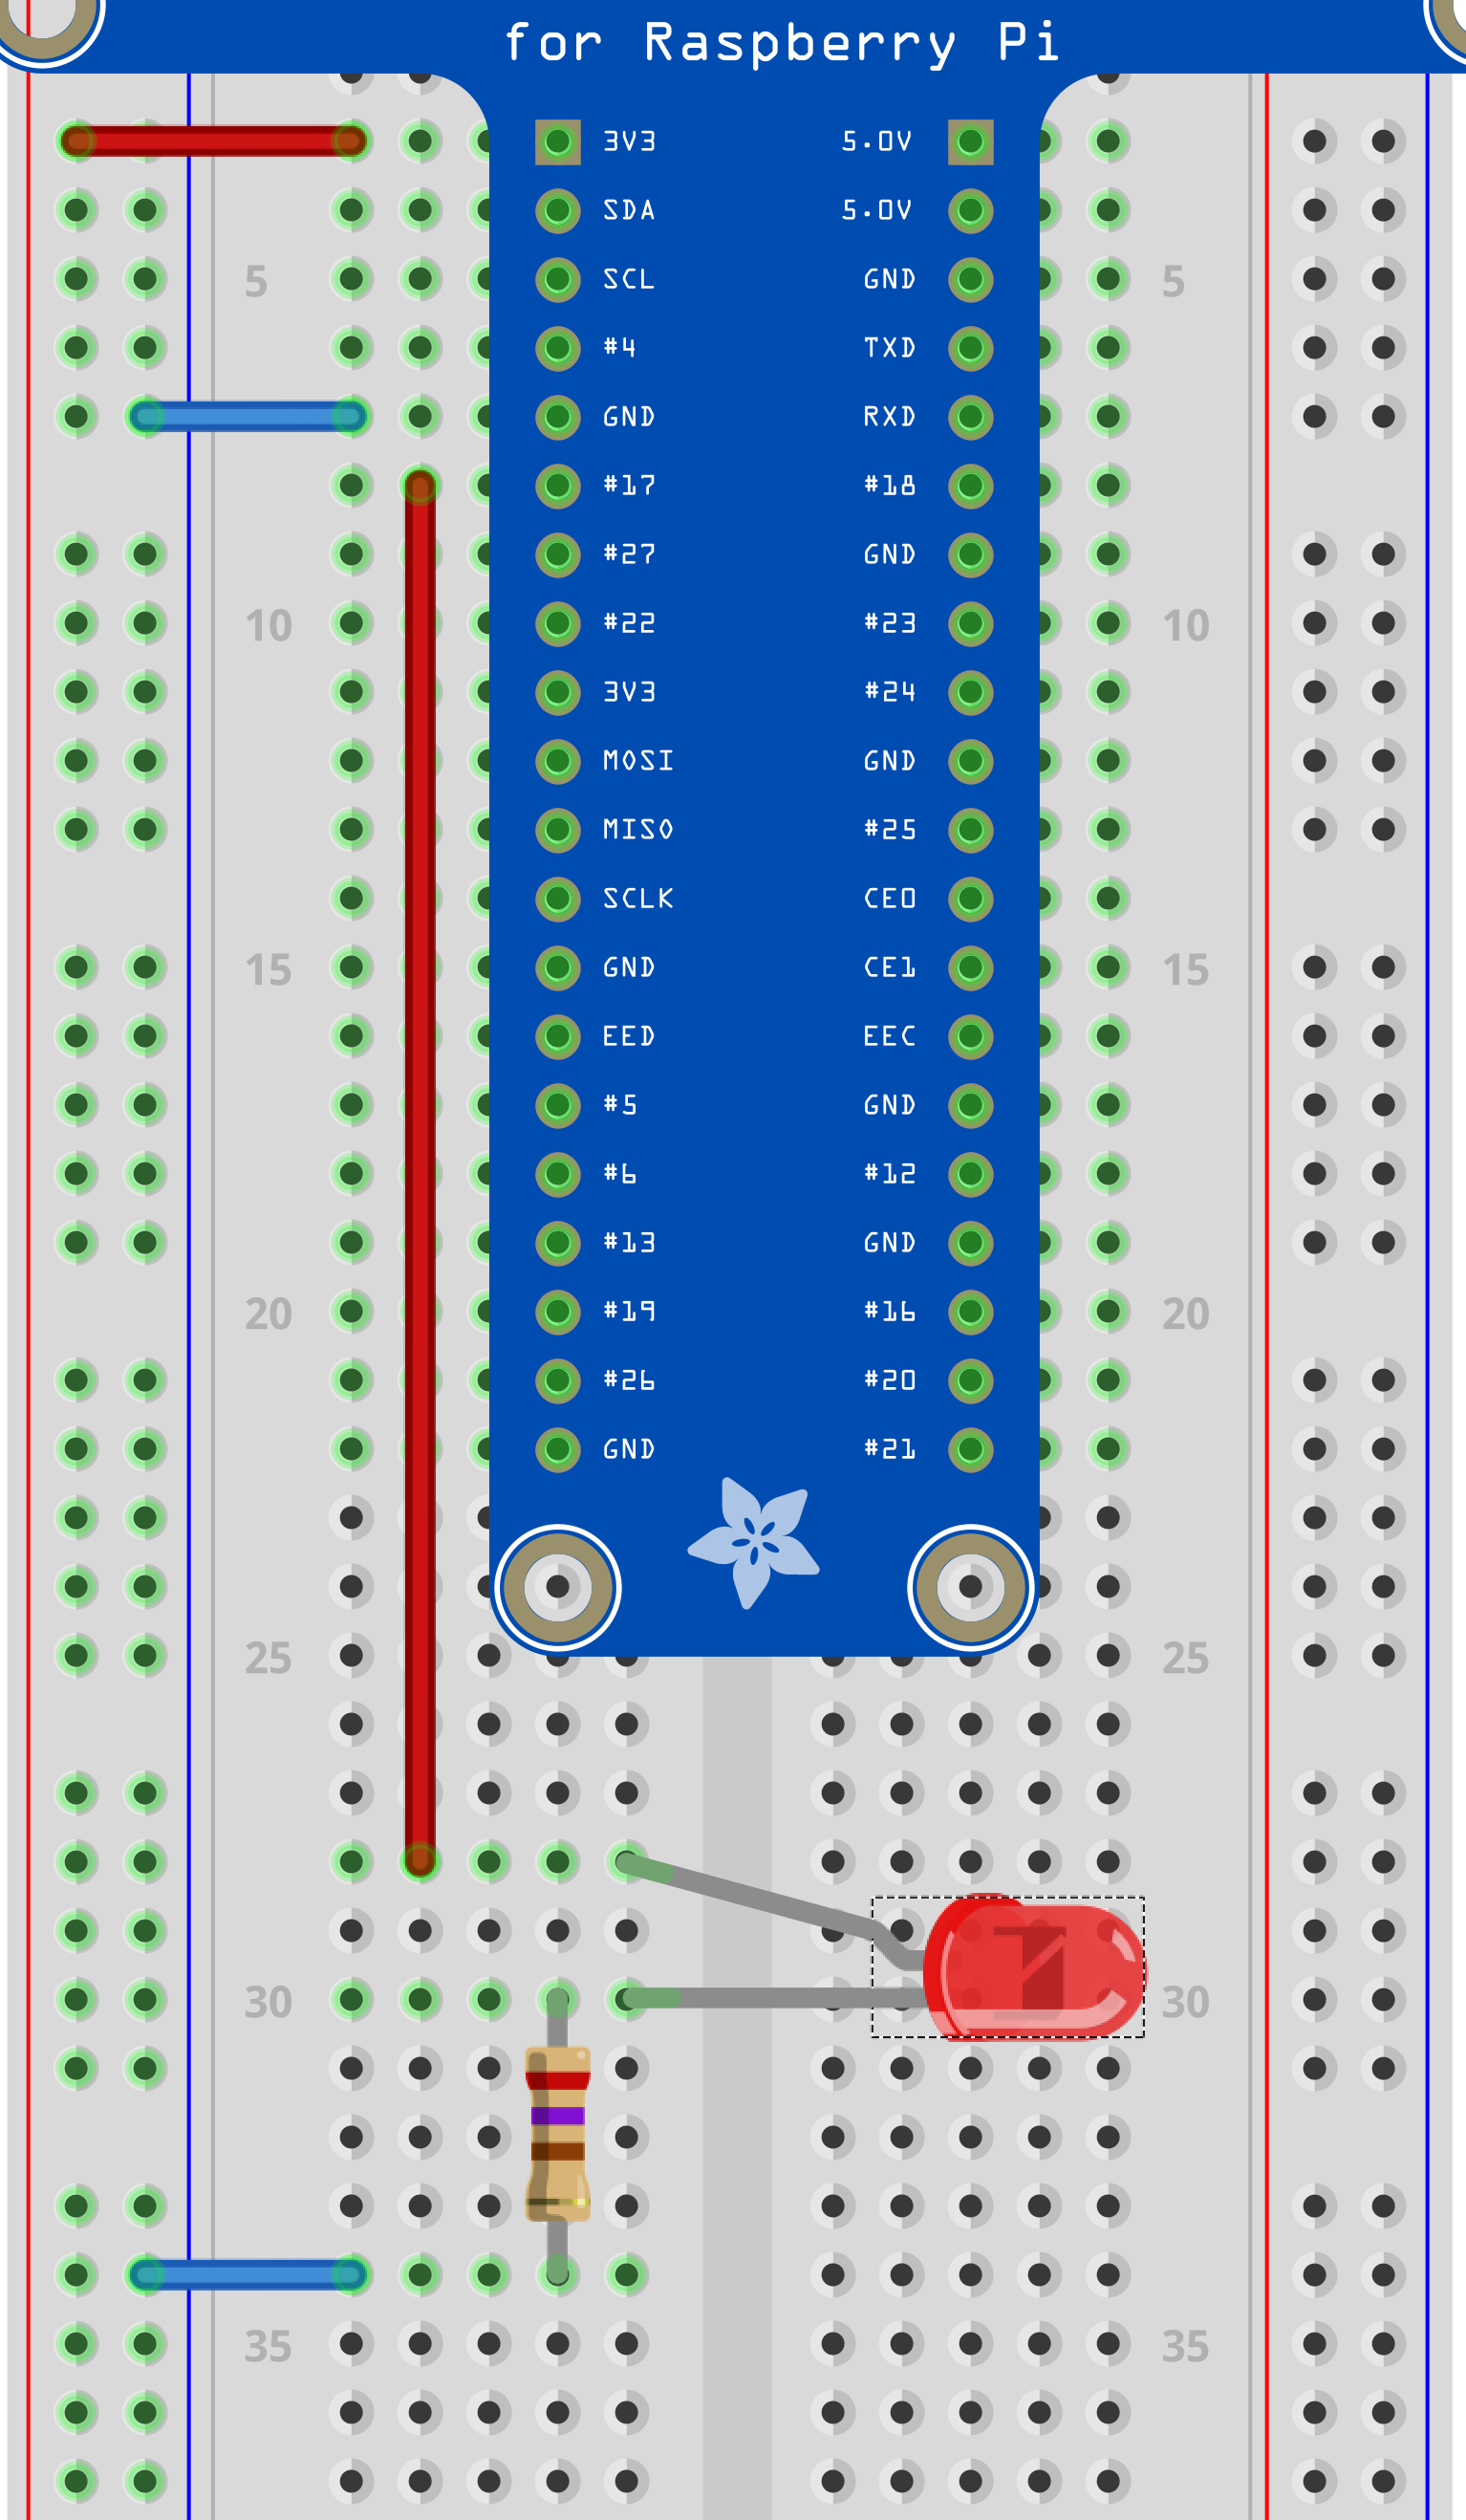 for Raspberry Pi
3V3 5.0V
SDA 5.0V
5 SCL GND 5
#4 TXD
GND RXD
#17 #18
#27 GND
10 #22 #23 10
3V3 #24
MOSI GND
MISO #25
SCLK CE0
15 GND CE1 15
EED EEC
#5 GND
#6 #12
#13 GND
20 #19 #16 20
#26 #20
GND #21
25 25
30 30
35 35